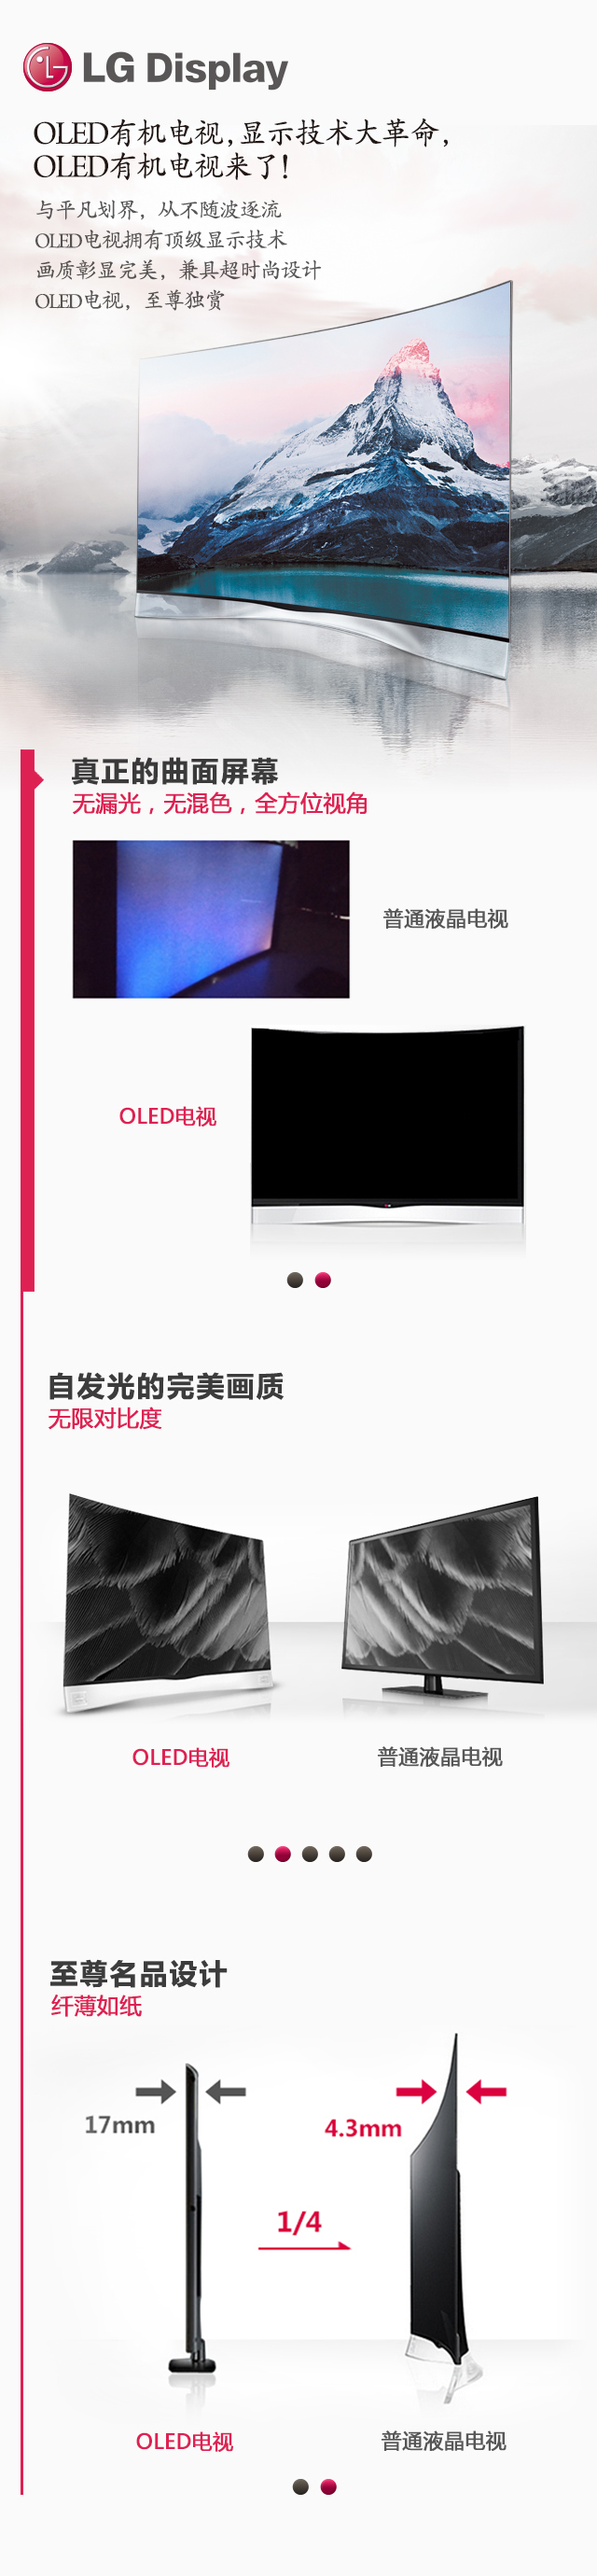 LG Display
OLED有机电视,显示技术大革命,
OLED有机电视来了!
与平凡划界，从不随波逐流
OLED电视拥有顶级显示技术
画质彰显完美，兼具超时尚设计
OLED电视，至尊独赏
真正的曲面屏幕
无漏光，无混色，全方位视角
普通液晶电视
OLED电视
自发光的完美画质
无限对比度
OLED电视
普通液晶电视
至尊名品设计
纤薄如纸
17mm
4.3mm
1/4
OLED电视
普通液晶电视